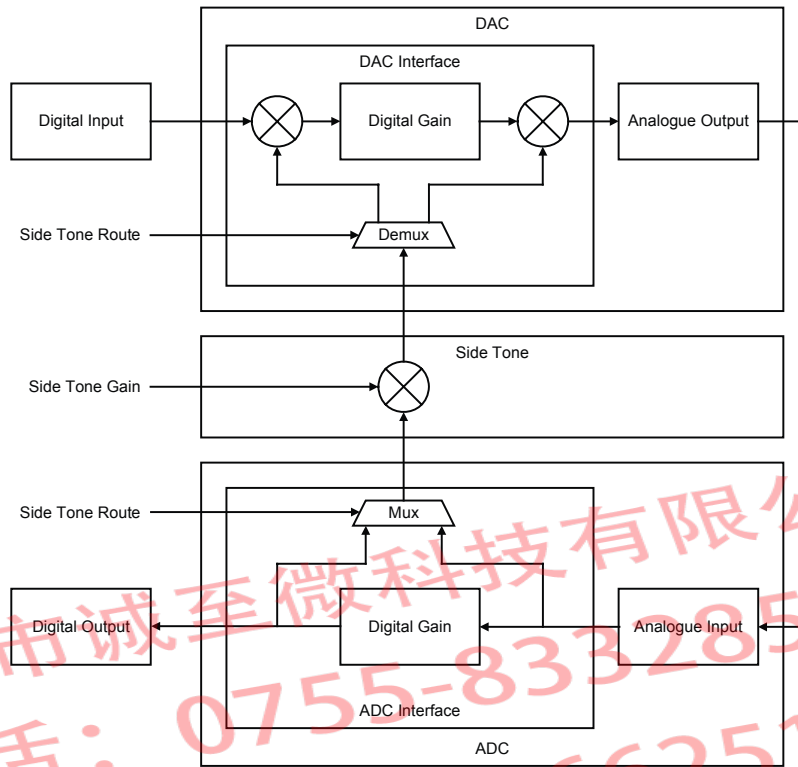 DAC
DAC Interface
Digital Input
Digital Gain
Analogue Output
Side Tone Route
Demux
Side Tone
Side Tone Gain
Side Tone Route
Mux
Digital Output
Digital Gain
Analogue Input
ADC Interface
ADC
市诚至微科技有限公
0755-833285
66251